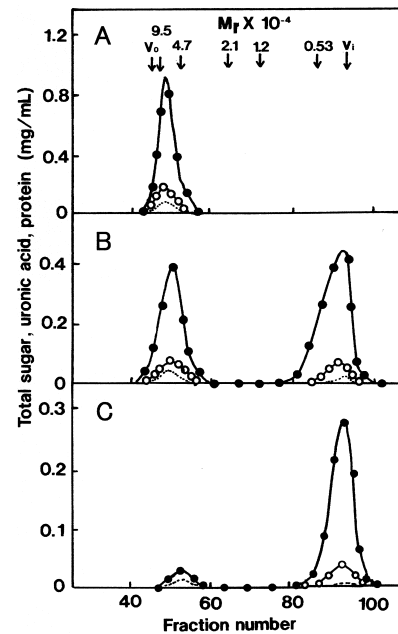 A
Mr X 10-4
9.5
Vo 4.7 2.1 1.2 0.53 Vi
1.2
0.8
0.4
0
B
0.4
0.2
0
C
0.3
0.2
0.1
0
40 60 80 100
Fraction number
Total sugar, uronic acid, protein (mg/mL)